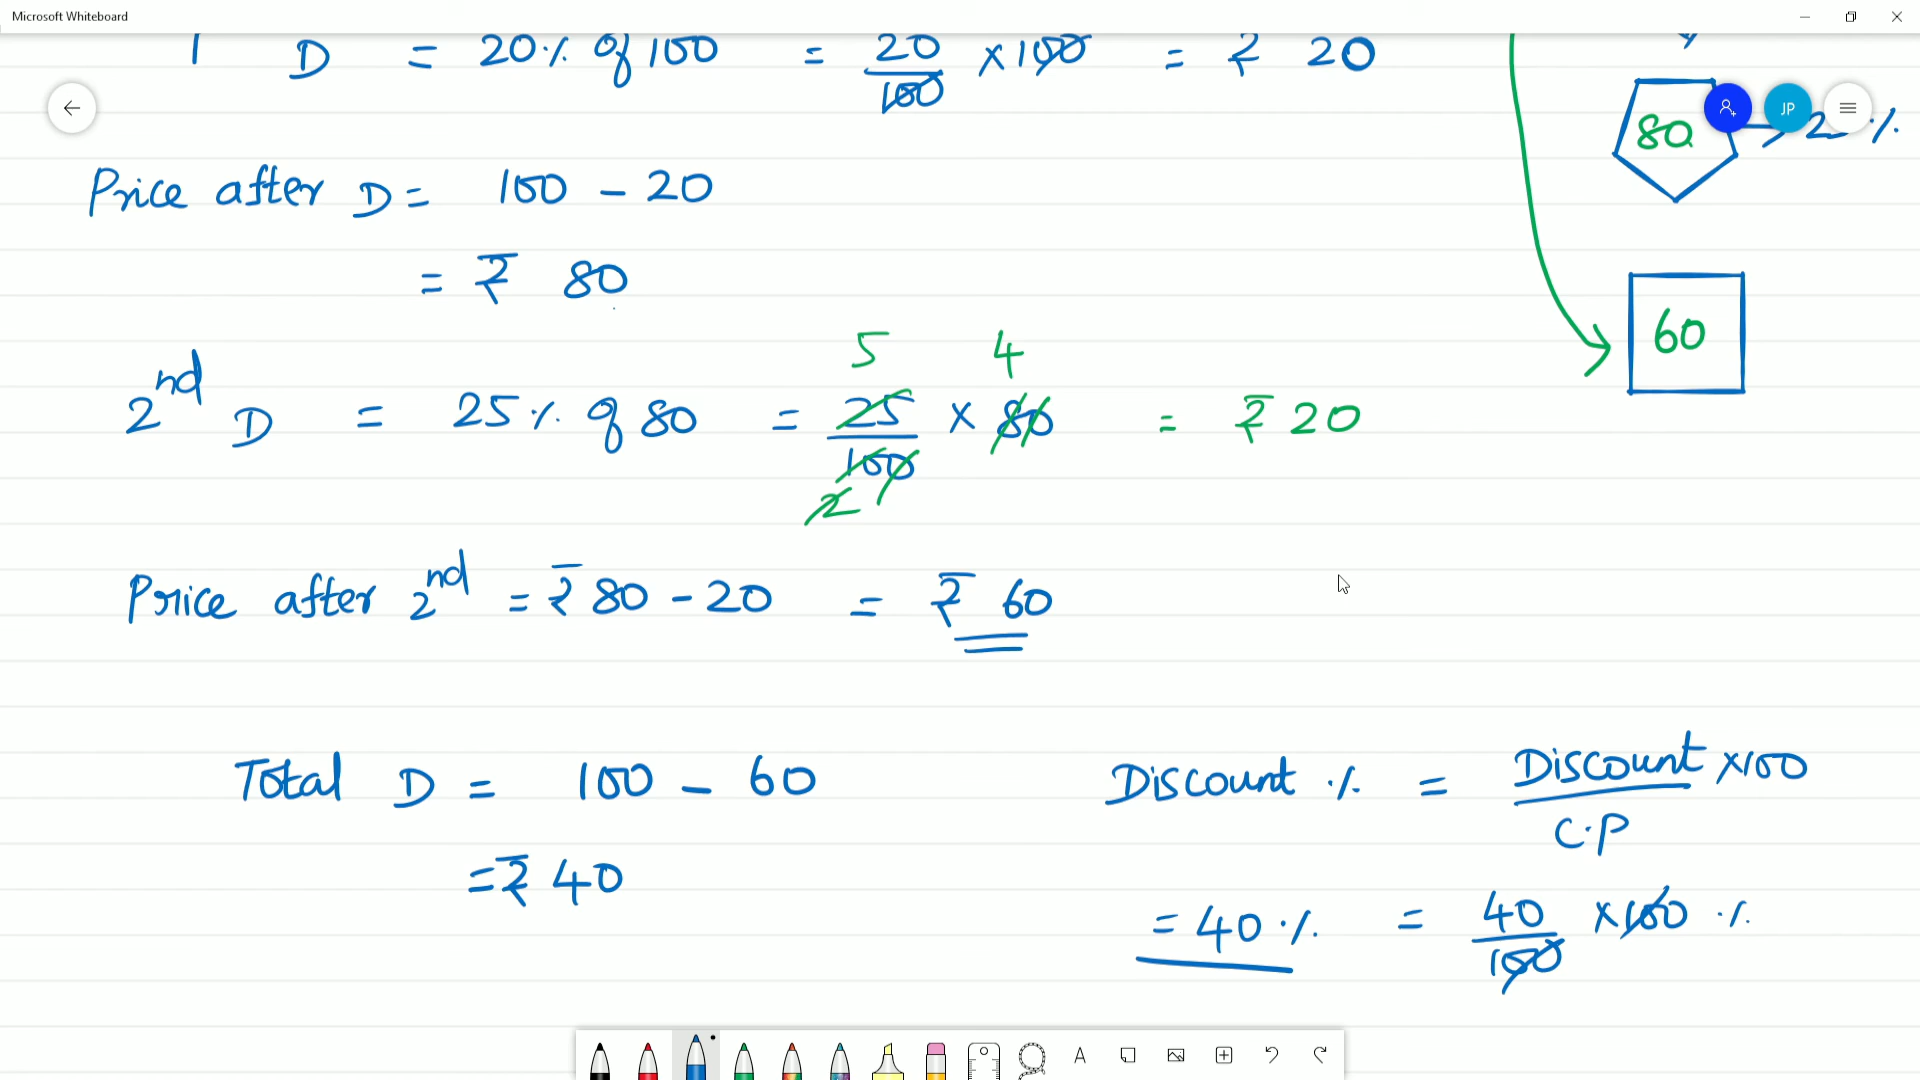 Microsoft Whiteboard
1 D = 20% of 100 = 20/100 ×100 = ₹ 20
80 → 25 %
JP
Price after D = 100 - 20
= ₹ 80
60
5 4
2nd D = 25% of 80 = 25/100 × 80 = ₹ 20
2
Price after 2nd = ₹ 80 - 20 = ₹ 60
Total D = 100 - 60
= ₹ 40
Discount % = Discount/C.P ×100
= 40 % = 40/100 ×100 %
A